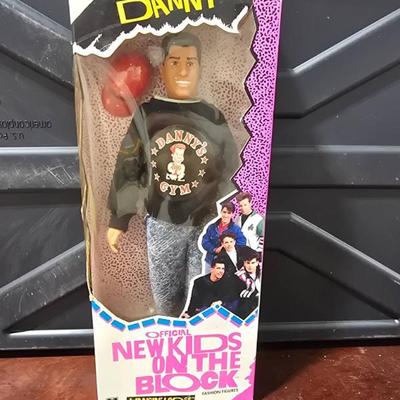 DANNY
DANNY'S
GYM
OFFICIAL
NEW KIDS
ON THE
BLOCK
FASHION FIGURES